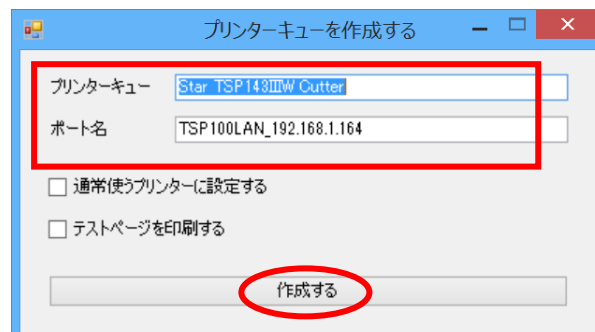 プリンターキューを作成する
プリンターキュー Star TSP143IIIW Cutter
ポート名 TSP100LAN_192.168.1.164
通常使うプリンターに設定する
テストページを印刷する
作成する